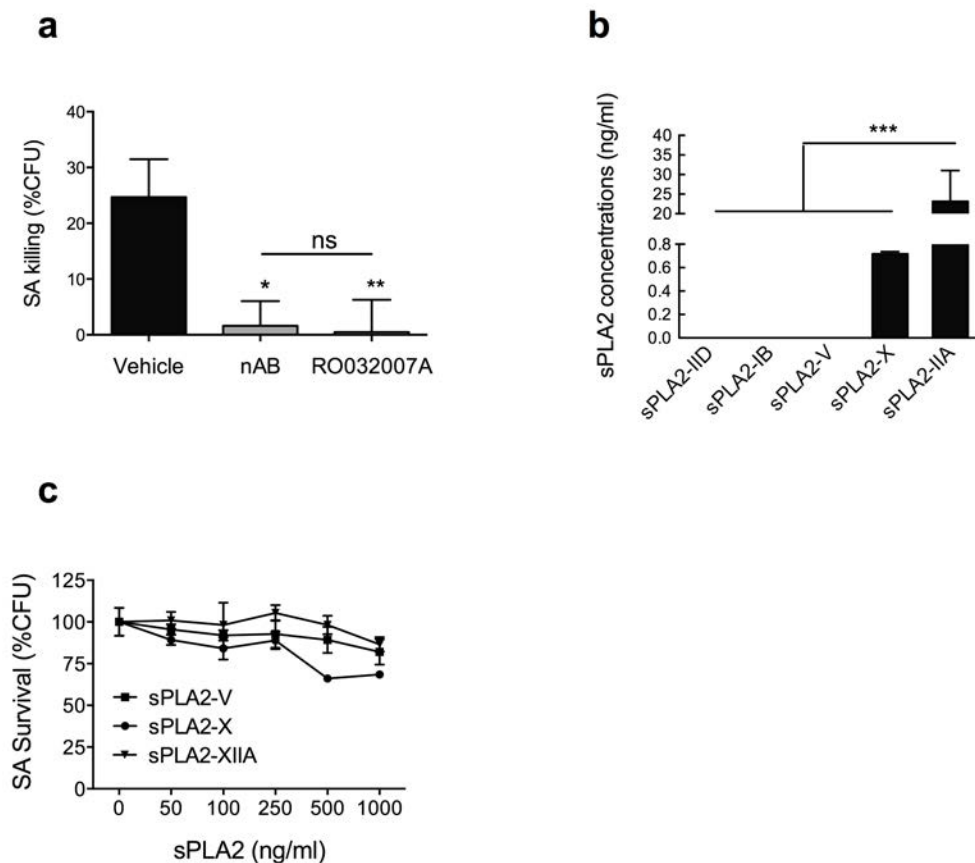 a
SA killing (%CFU)
40
30
20
10
0
ns
*
**
Vehicle
nAB
RO032007A
b
sPLA2 concentrations (ng/ml)
40
35
30
25
20
0.8
0.6
0.4
0.2
0.0
***
sPLA2-IID
sPLA2-IB
sPLA2-V
sPLA2-X
sPLA2-IIA
c
SA Survival (%CFU)
125
100
75
50
25
0
sPLA2-V
sPLA2-X
sPLA2-XIIA
0 50 100 250 500 1000
sPLA2 (ng/ml)